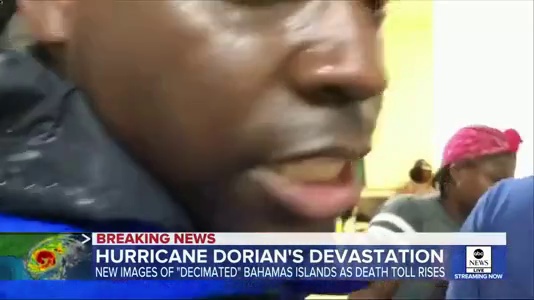 BREAKING NEWS
HURRICANE DORIAN'S DEVASTATION
NEW IMAGES OF "DECIMATED" BAHAMAS ISLANDS AS DEATH TOLL RISES
abc
NEWS
LIVE
STREAMING NOW